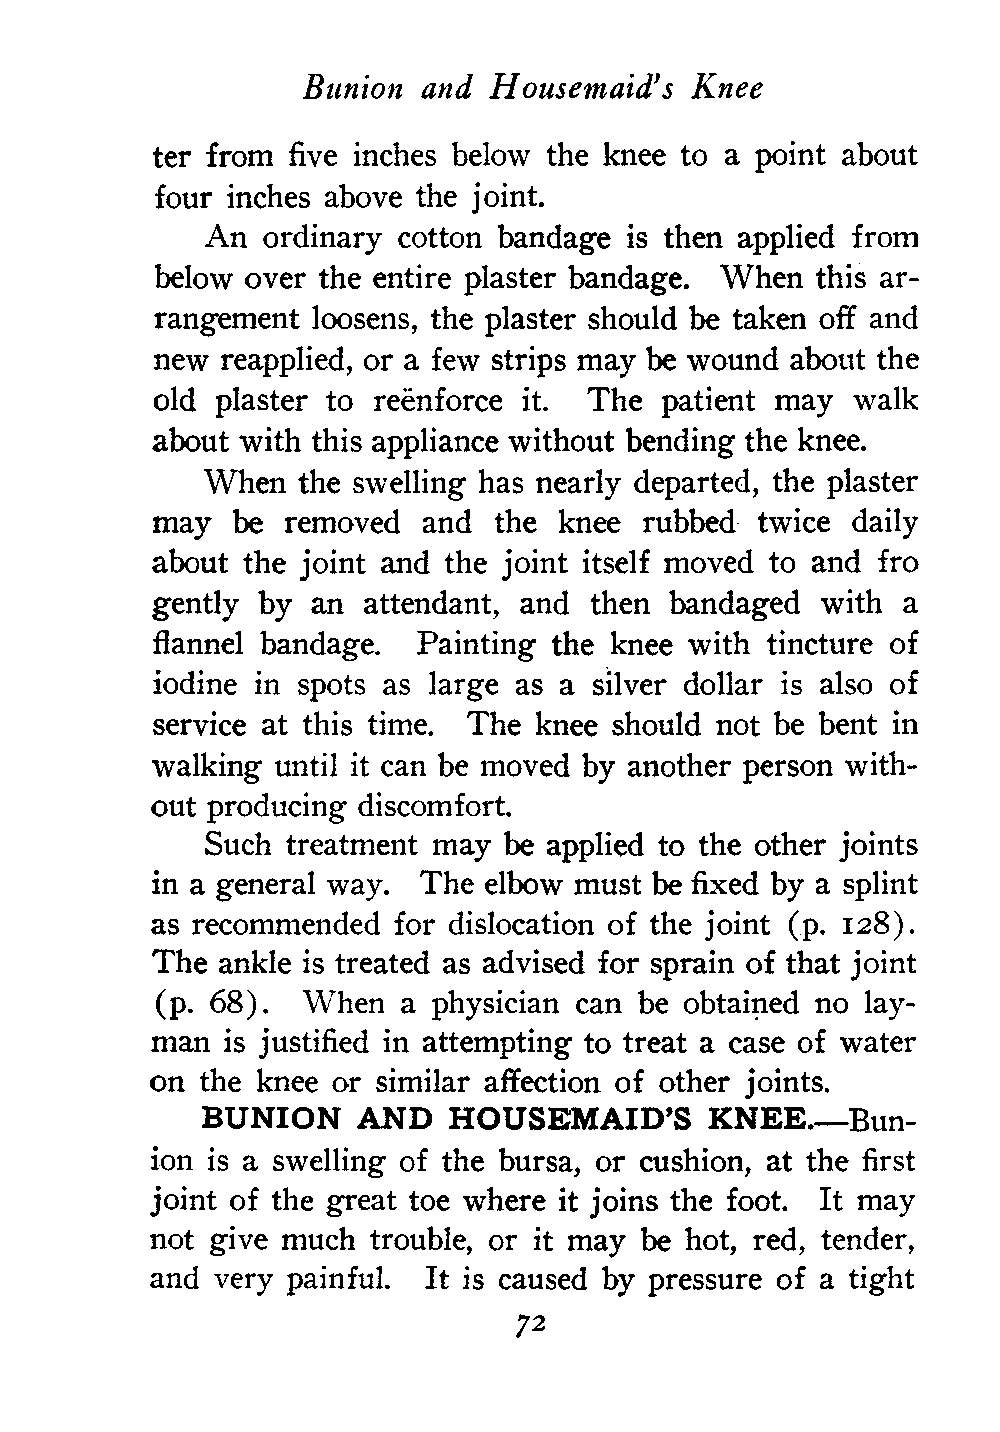 Bunion and Housemaid's Knee
ter from five inches below the knee to a point about
four inches above the joint.
An ordinary cotton bandage is then applied from
below over the entire plaster bandage. When this ar-
rangement loosens, the plaster should be taken off and
new reapplied, or a few strips may be wound about the
old plaster to reënforce it. The patient may walk
about with this appliance without bending the knee.
When the swelling has nearly departed, the plaster
may be removed and the knee rubbed twice daily
about the joint and the joint itself moved to and fro
gently by an attendant, and then bandaged with a
flannel bandage. Painting the knee with tincture of
iodine in spots as large as a silver dollar is also of
service at this time. The knee should not be bent in
walking until it can be moved by another person with-
out producing discomfort.
Such treatment may be applied to the other joints
in a general way. The elbow must be fixed by a splint
as recommended for dislocation of the joint (p. 128).
The ankle is treated as advised for sprain of that joint
(p. 68). When a physician can be obtained no lay-
man is justified in attempting to treat a case of water
on the knee or similar affection of other joints.
BUNION AND HOUSEMAID'S KNEE.—Bun-
ion is a swelling of the bursa, or cushion, at the first
joint of the great toe where it joins the foot. It may
not give much trouble, or it may be hot, red, tender,
and very painful. It is caused by pressure of a tight
72